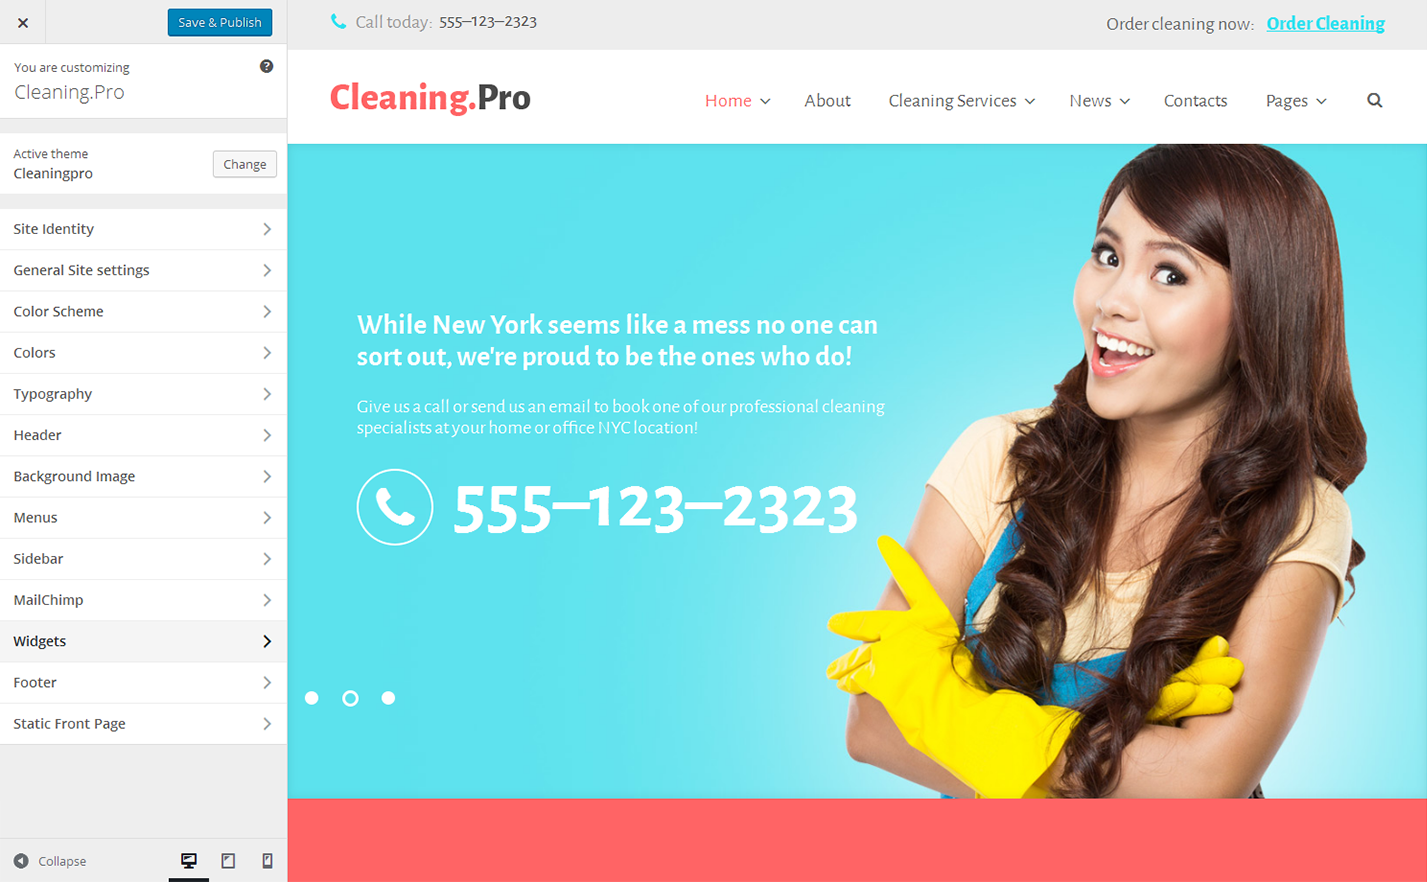 Save & Publish
You are customizing
Cleaning.Pro
Active theme
Cleaningpro
Change
Site Identity
General Site settings
Color Scheme
Colors
Typography
Header
Background Image
Menus
Sidebar
MailChimp
Widgets
Footer
Static Front Page
Collapse
Call today: 555–123–2323
Order cleaning now: Order Cleaning
Cleaning.Pro
Home About Cleaning Services News Contacts Pages
While New York seems like a mess no one can
sort out, we're proud to be the ones who do!
Give us a call or send us an email to book one of our professional cleaning
specialists at your home or office NYC location!
555–123–2323